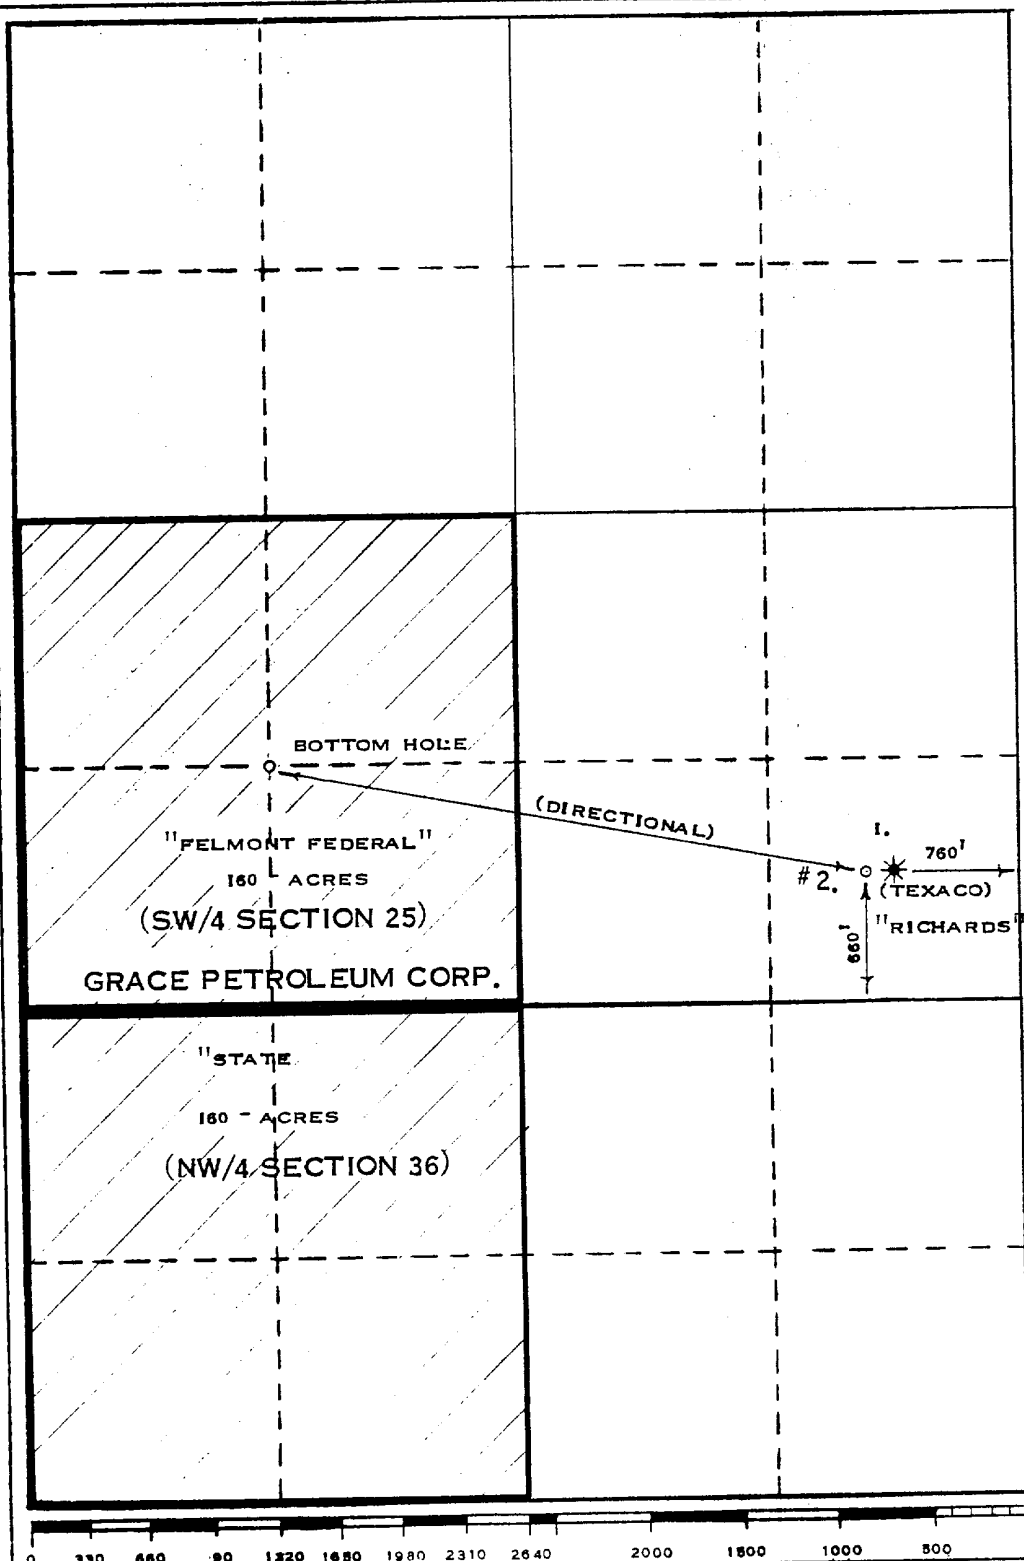 BOTTOM HOLE
(DIRECTIONAL)
1.
760'
#2.
(TEXACO)
"RICHARDS"
660'
"FELMONT FEDERAL"
160 - ACRES
(SW/4 SECTION 25)
GRACE PETROLEUM CORP.
"STATE
160 - ACRES
(NW/4 SECTION 36)
0 330 660 90 1320 1650 1980 2310 2640 2000 1500 1000 500